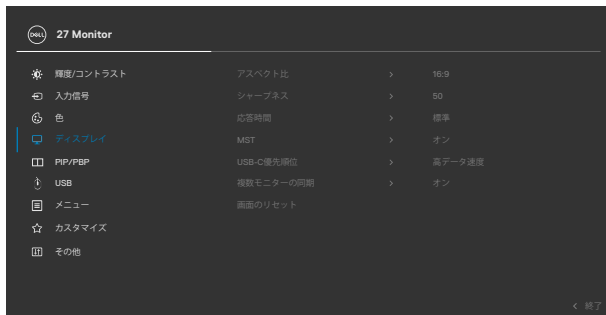 DELL 27 Monitor
輝度/コントラスト アスペクト比 > 16:9
入力信号 シャープネス > 50
色 応答時間 > 標準
ディスプレイ MST > オン
PIP/PBP USB-C優先順位 > 高データ速度
USB 複数モニターの同期 > オン
メニュー 画面のリセット
カスタマイズ
その他
< 終了